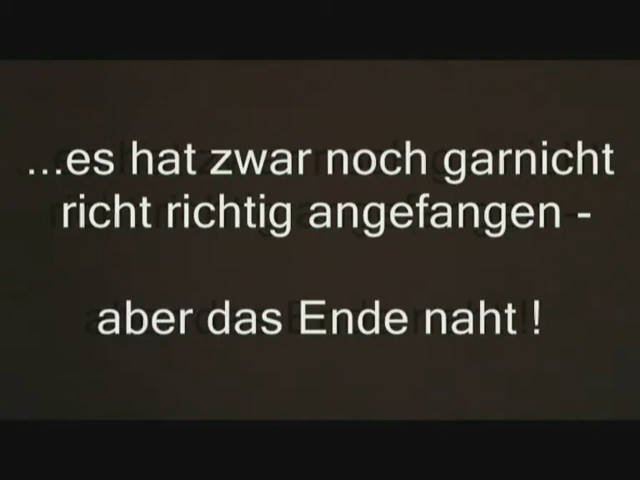 ...es hat zwar noch garnicht
richt richtig angefangen -
aber das Ende naht !